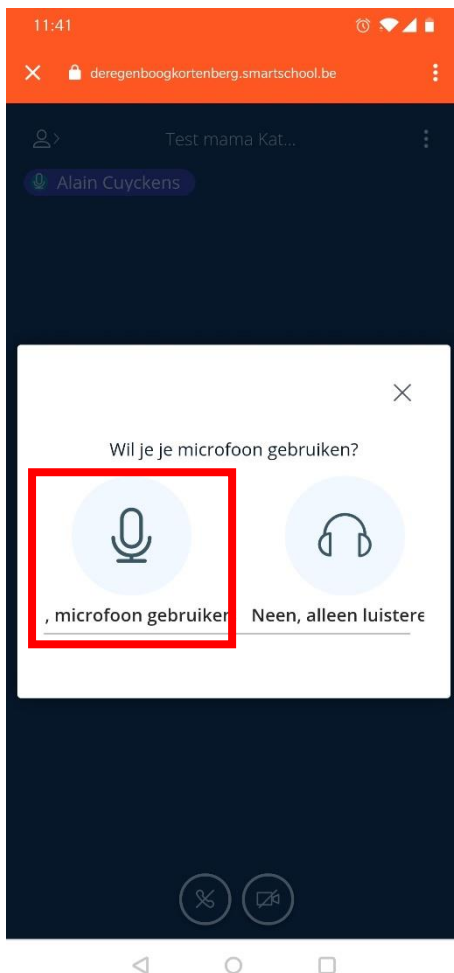 11:41
deregenboogkortenberg.smartschool.be
Test mama Kat...
Alain Cuyckens
Wil je je microfoon gebruiken?
, microfoon gebruiken Neen, alleen luistere